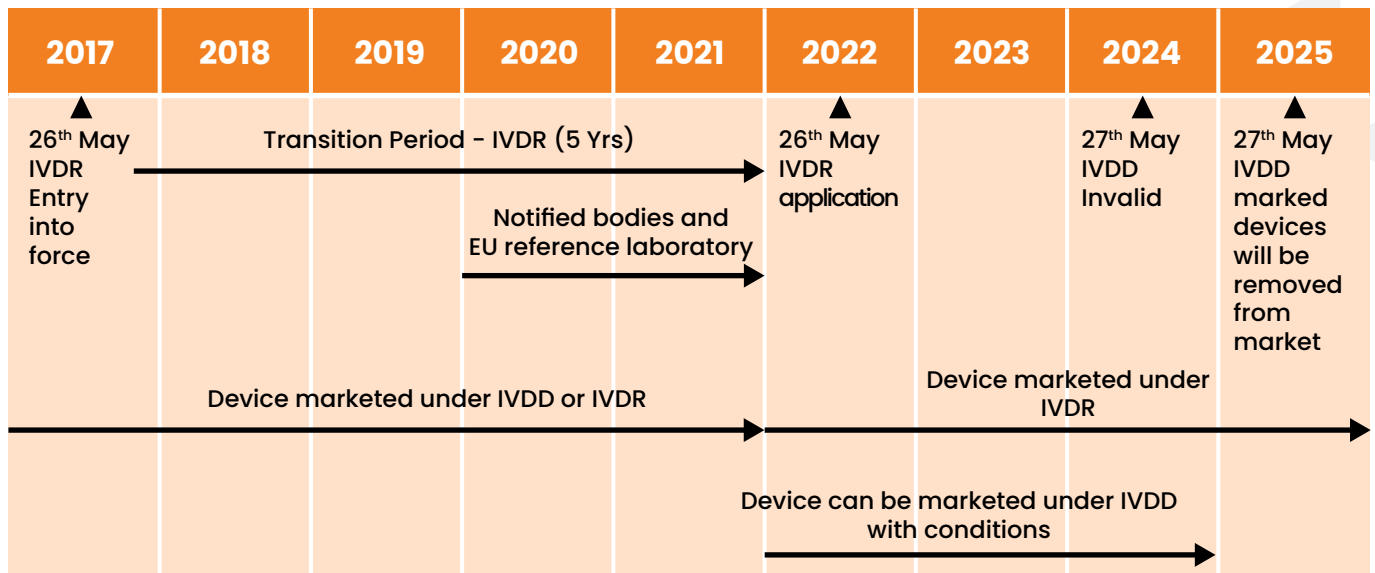 2017
2018
2019
2020
2021
2022
2023
2024
2025
26th May
IVDR
Entry
into
force
Transition Period - IVDR (5 Yrs)
Notified bodies and
EU reference laboratory
26th May
IVDR
application
27th May
IVDD
Invalid
27th May
IVDD
marked
devices
will be
removed
from
market
Device marketed under IVDD or IVDR
Device marketed under
IVDR
Device can be marketed under IVDD
with conditions